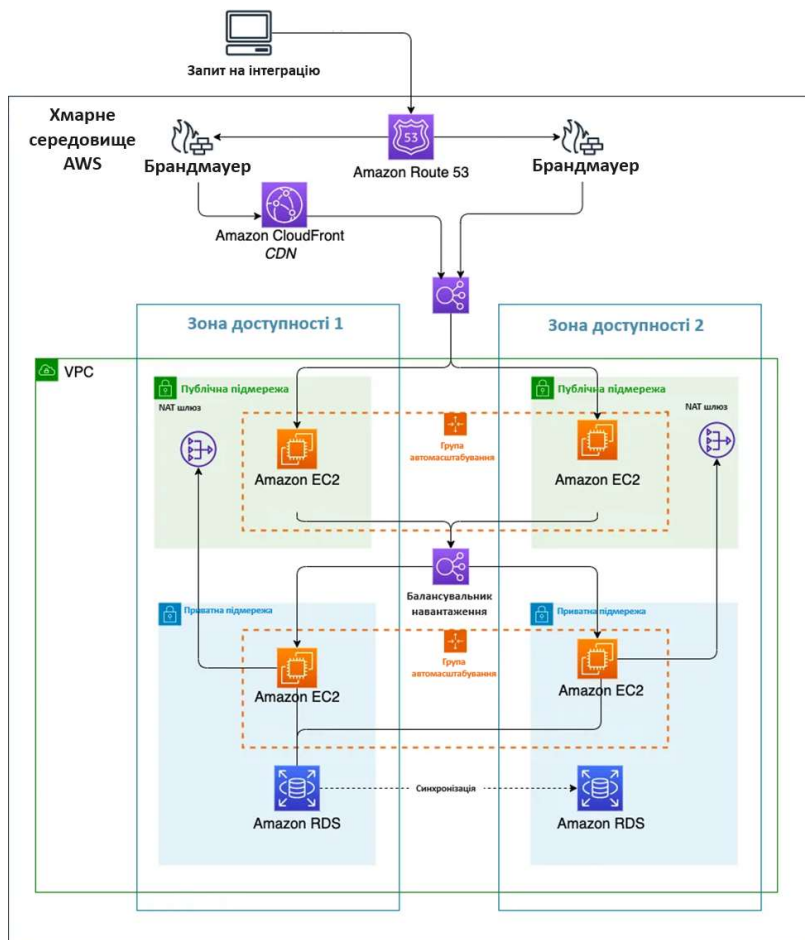 Запит на інтеграцію
Хмарне
середовище
AWS
Брандмауер
53
Amazon Route 53
Брандмауер
Amazon CloudFront
CDN
Зона доступності 1
Зона доступності 2
VPC
Публічна підмережа
NAT шлюз
Amazon EC2
Група
автомасштабування
Публічна підмережа
NAT шлюз
Amazon EC2
Балансувальник
навантаження
Приватна підмережа
Amazon EC2
Група
автомасштабування
Приватна підмережа
Amazon EC2
Amazon RDS
Синхронізація
Amazon RDS